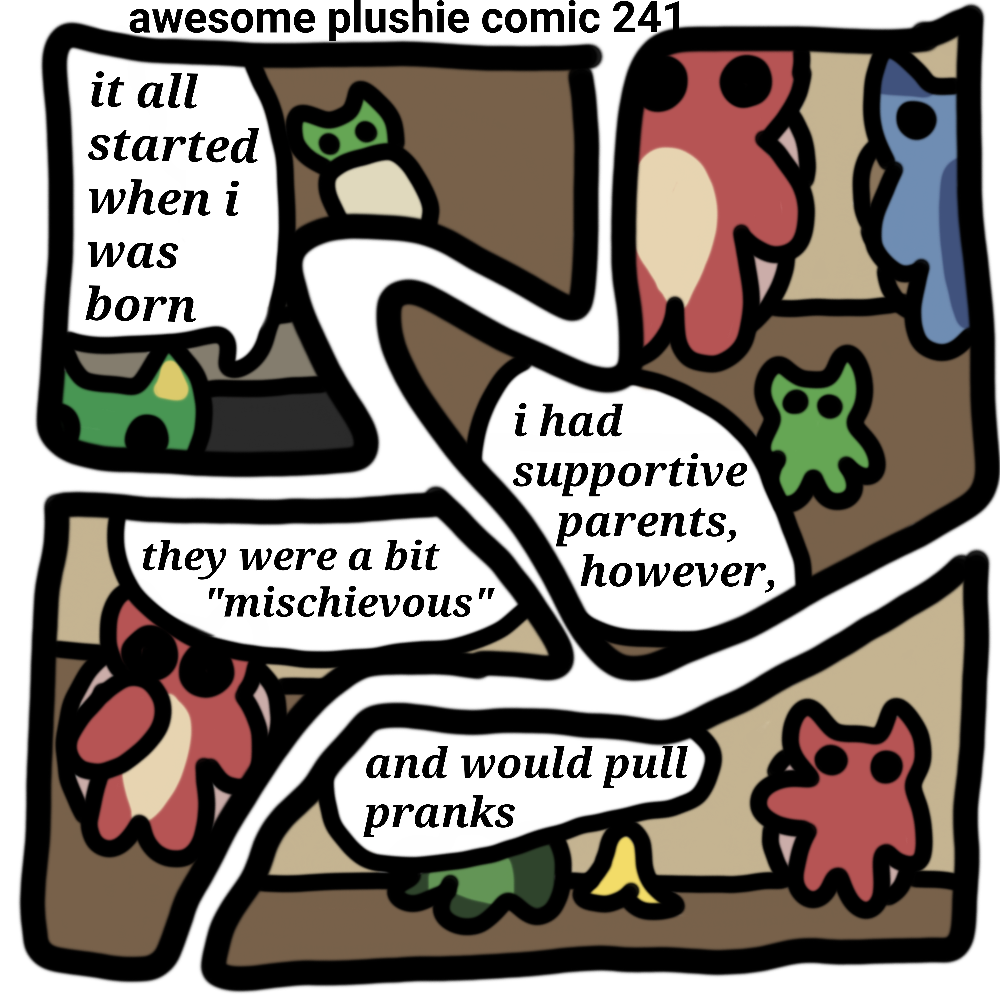 awesome plushie comic 241
it all
started
when i
was
born
i had
supportive
parents,
however,
they were a bit
"mischievous"
and would pull
pranks